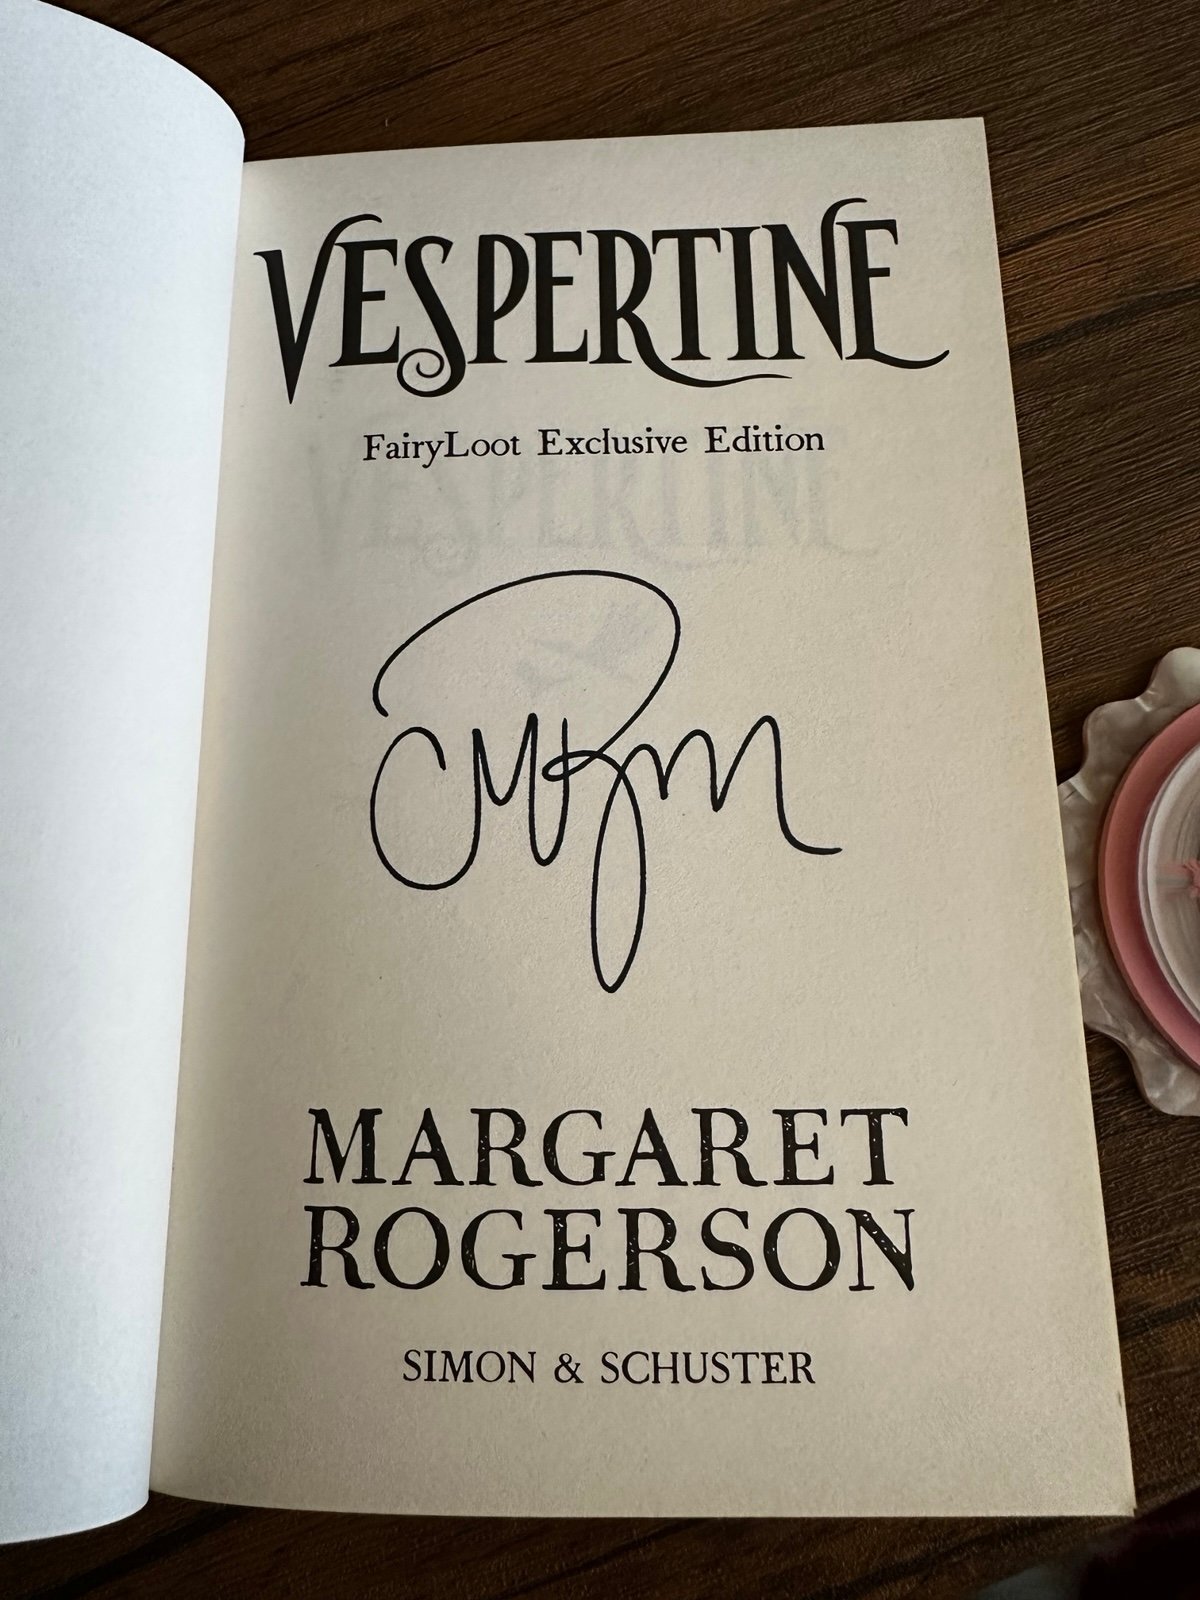 VESPERTINE
FairyLoot Exclusive Edition
MARGARET
ROGERSON
SIMON & SCHUSTER